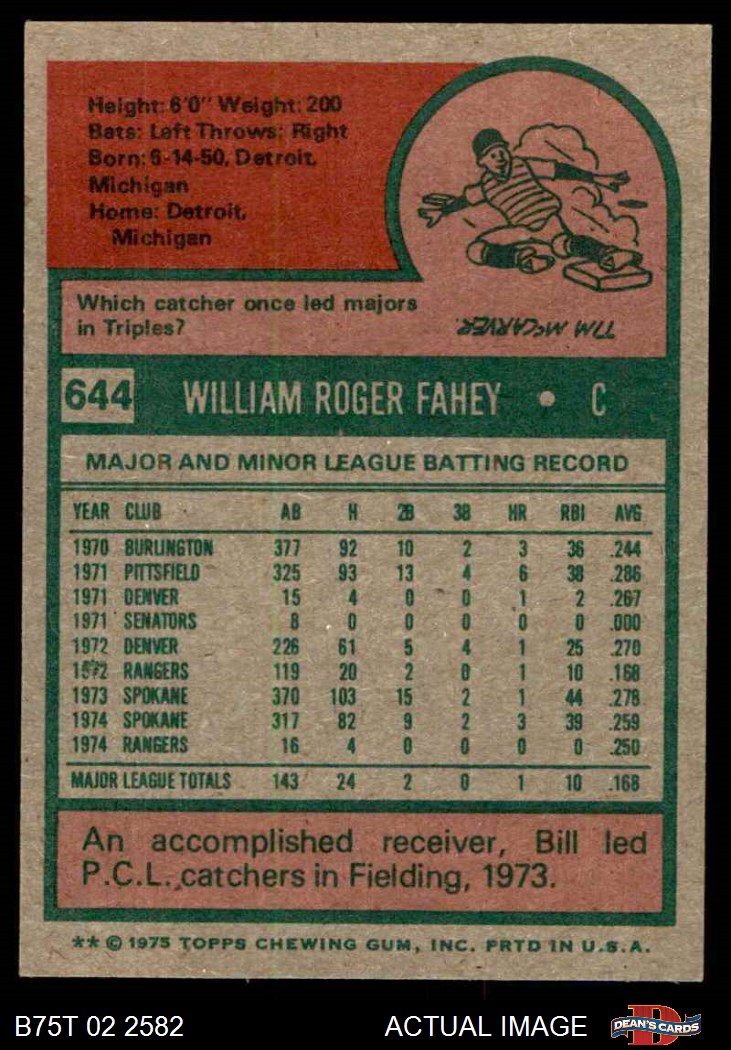 Height: 6'0" Weight: 200
Bats: Left Throws: Right
Born: 6-14-50, Detroit,
Michigan
Home: Detroit,
Michigan
Which catcher once led majors
in Triples?
TIM McCARVER.
644 WILLIAM ROGER FAHEY • C
MAJOR AND MINOR LEAGUE BATTING RECORD
YEAR CLUB AB H 2B 3B HR RBI AVG
1970 BURLINGTON 377 92 10 2 3 36 .244
1971 PITTSFIELD 325 93 13 4 6 38 .286
1971 DENVER 15 4 0 0 1 2 .267
1971 SENATORS 8 0 0 0 0 0 .000
1972 DENVER 226 61 5 4 1 25 .270
1972 RANGERS 119 20 2 0 1 10 .168
1973 SPOKANE 370 103 15 2 1 44 .278
1974 SPOKANE 317 82 9 2 3 39 .259
1974 RANGERS 16 4 0 0 0 0 .250
MAJOR LEAGUE TOTALS 143 24 2 0 1 10 .168
An accomplished receiver, Bill led
P.C.L. catchers in Fielding, 1973.
** © 1975 TOPPS CHEWING GUM, INC. PRTD IN U.S.A.
B75T 02 2582 ACTUAL IMAGE DEAN'S CARDS